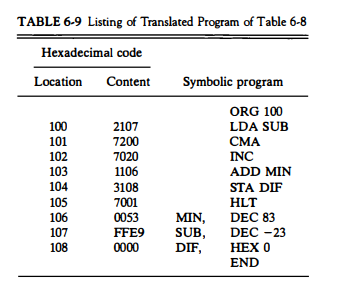 TABLE 6-9 Listing of Translated Program of Table 6-8
Hexadecimal code
Location Content Symbolic program
ORG 100
100 2107 LDA SUB
101 7200 CMA
102 7020 INC
103 1106 ADD MIN
104 3108 STA DIF
105 7001 HLT
106 0053 MIN, DEC 83
107 FFE9 SUB, DEC −23
108 0000 DIF, HEX 0
END